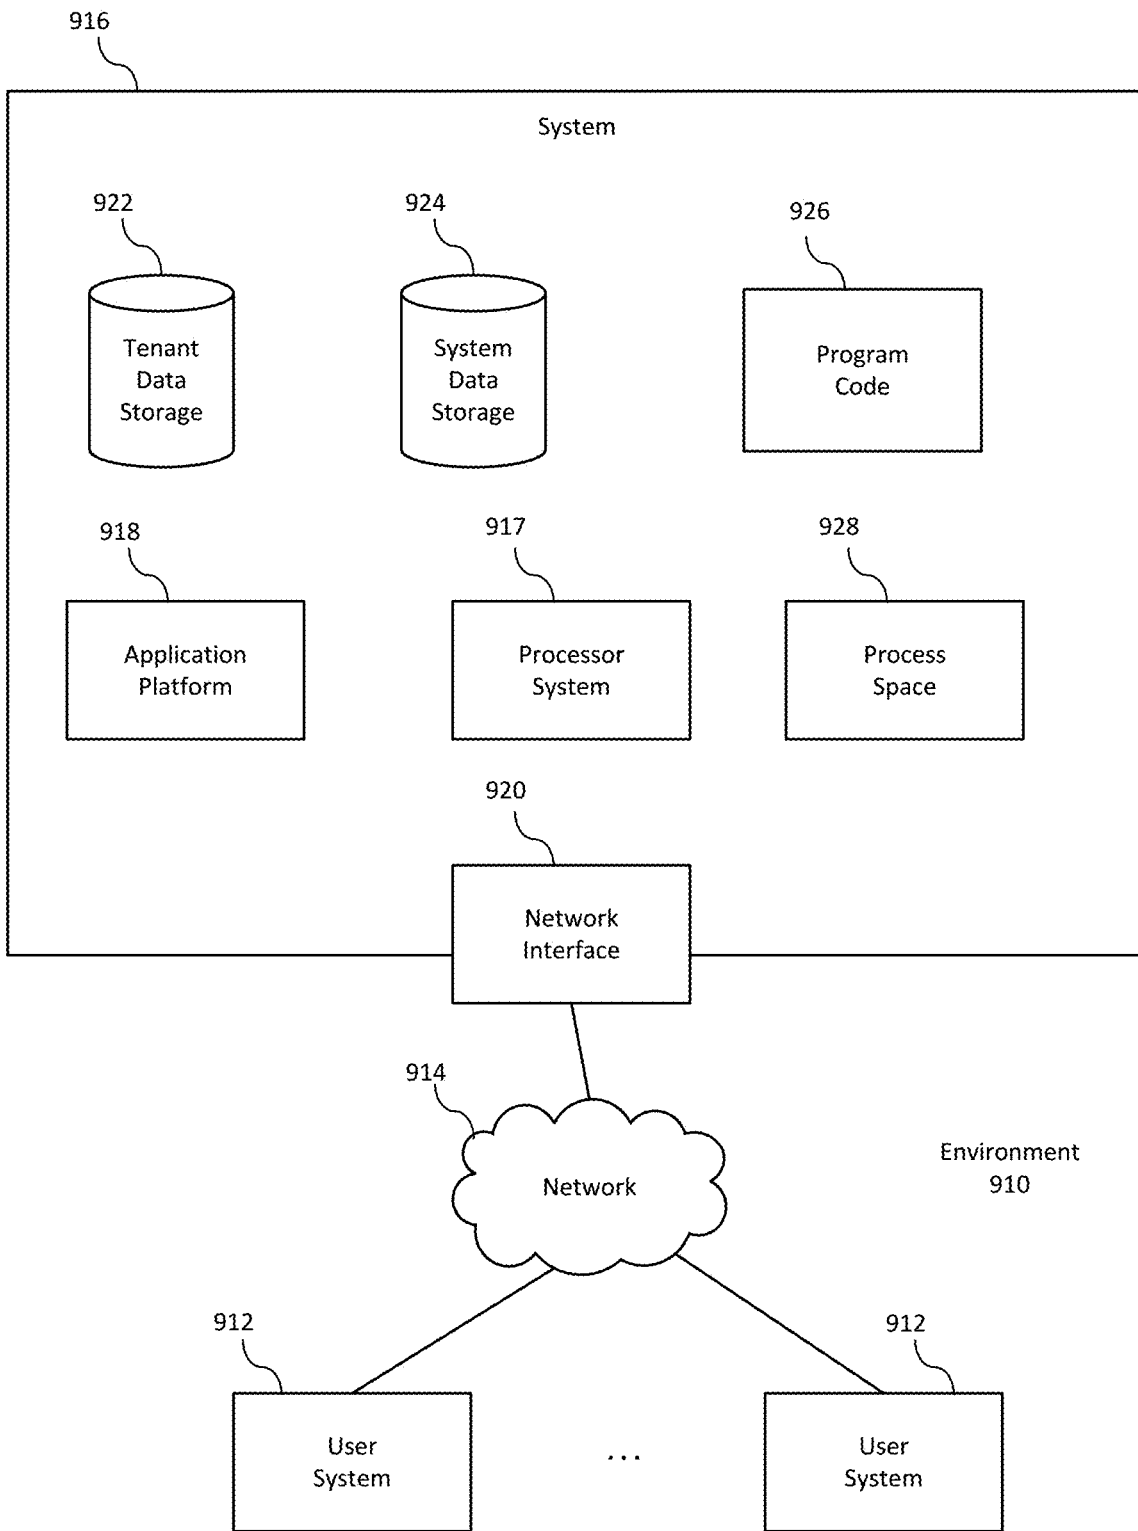 916
System
922
924
926
Tenant
Data
Storage
System
Data
Storage
Program
Code
918
917
928
Application
Platform
Processor
System
Process
Space
920
Network
Interface
914
Network
Environment
910
912
912
User
System
...
User
System